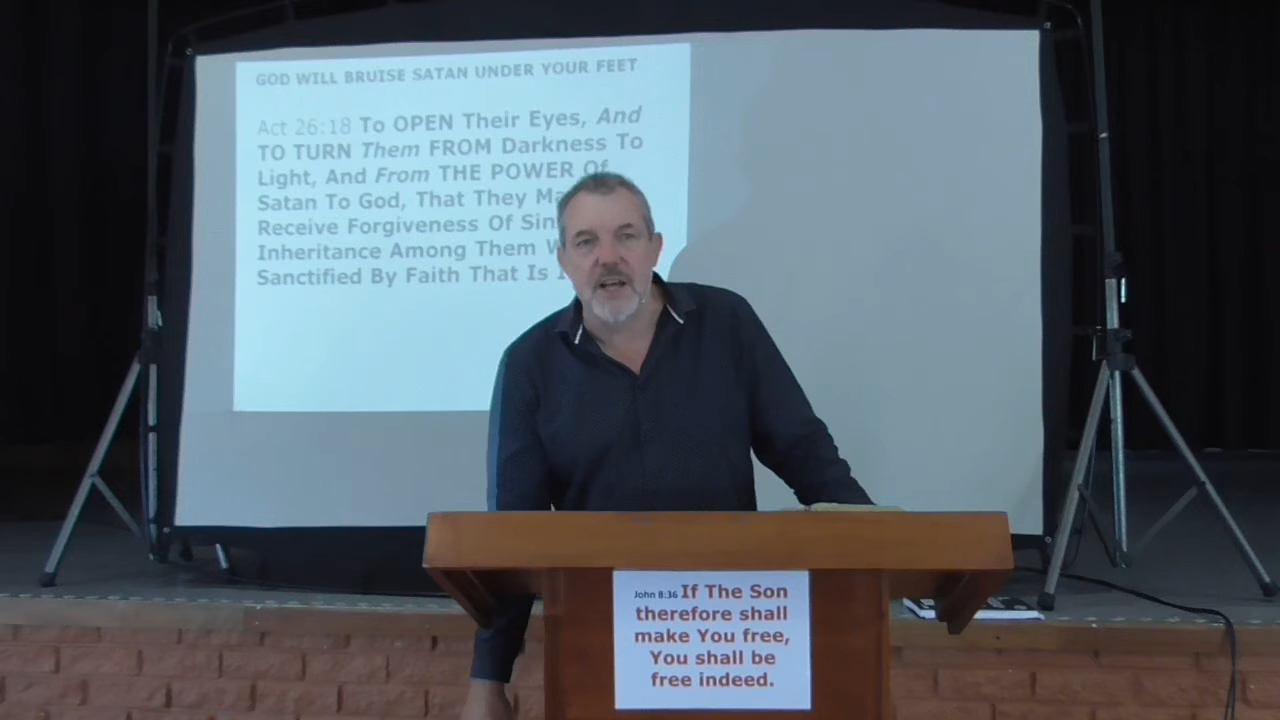 GOD WILL BRUISE SATAN UNDER YOUR FEET
Act 26:18 To OPEN Their Eyes, And
TO TURN Them FROM Darkness To
Light, And From THE POWER Of
Satan To God, That They
Receive Forgiveness Of
Inheritance Among Them
Sanctified By Faith That Is
John 8:36 If The Son
therefore shall
make You free,
You shall be
free indeed.